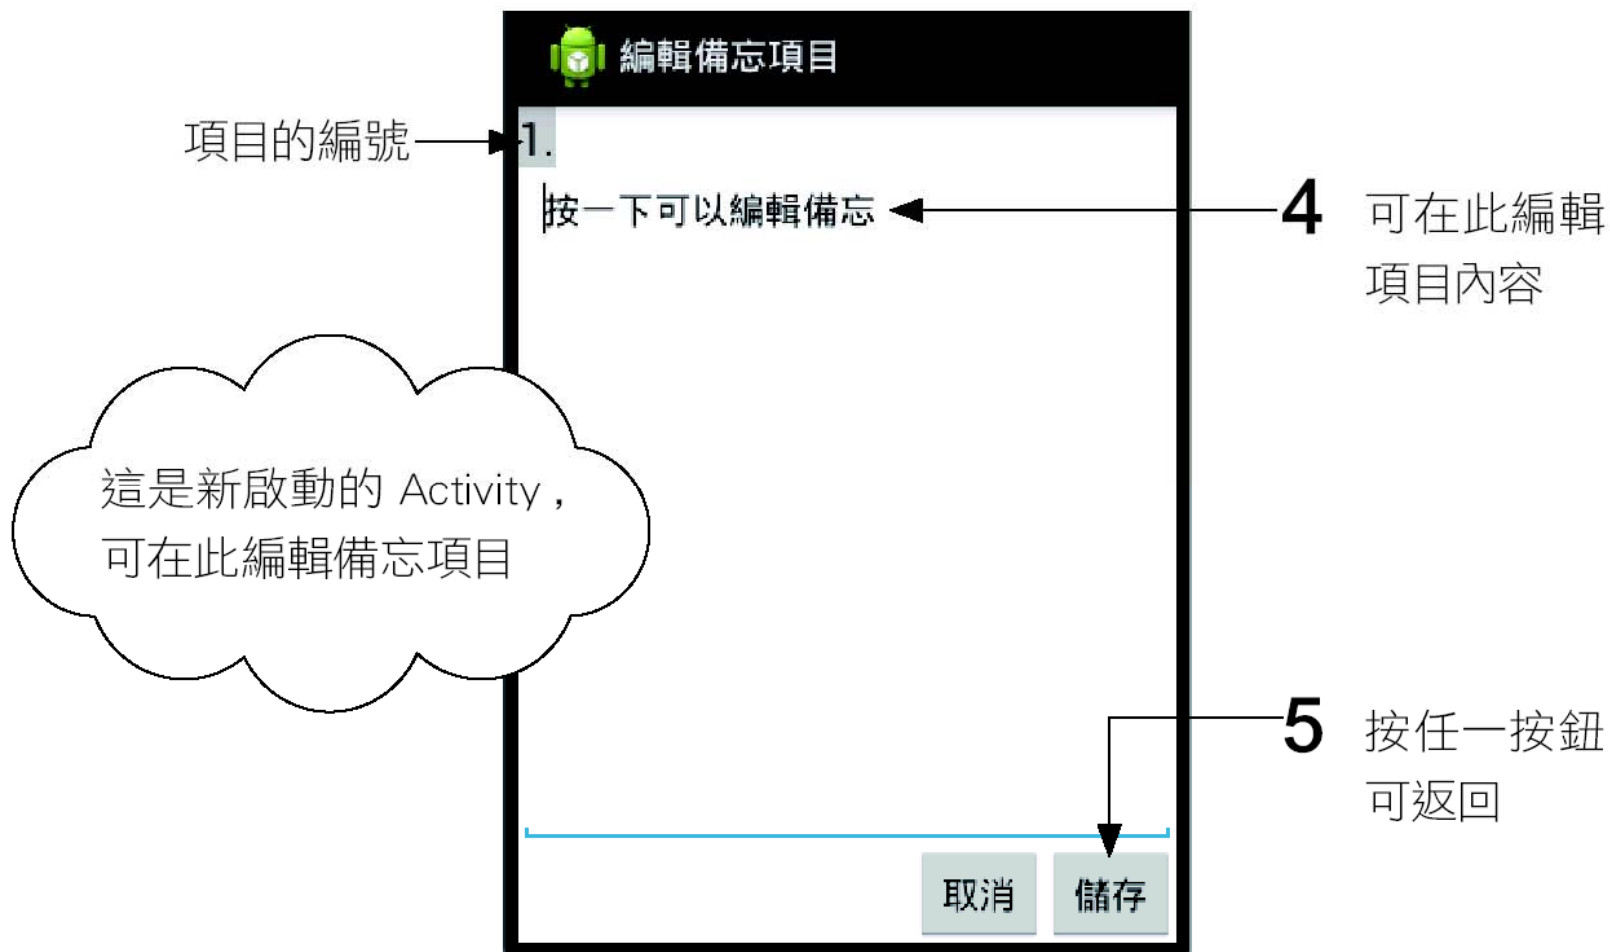 編輯備忘項目
項目的編號
1.
按一下可以編輯備忘
4 可在此編輯
項目內容
這是新啟動的 Activity，
可在此編輯備忘項目
5 按任一按鈕
可返回
取消 儲存